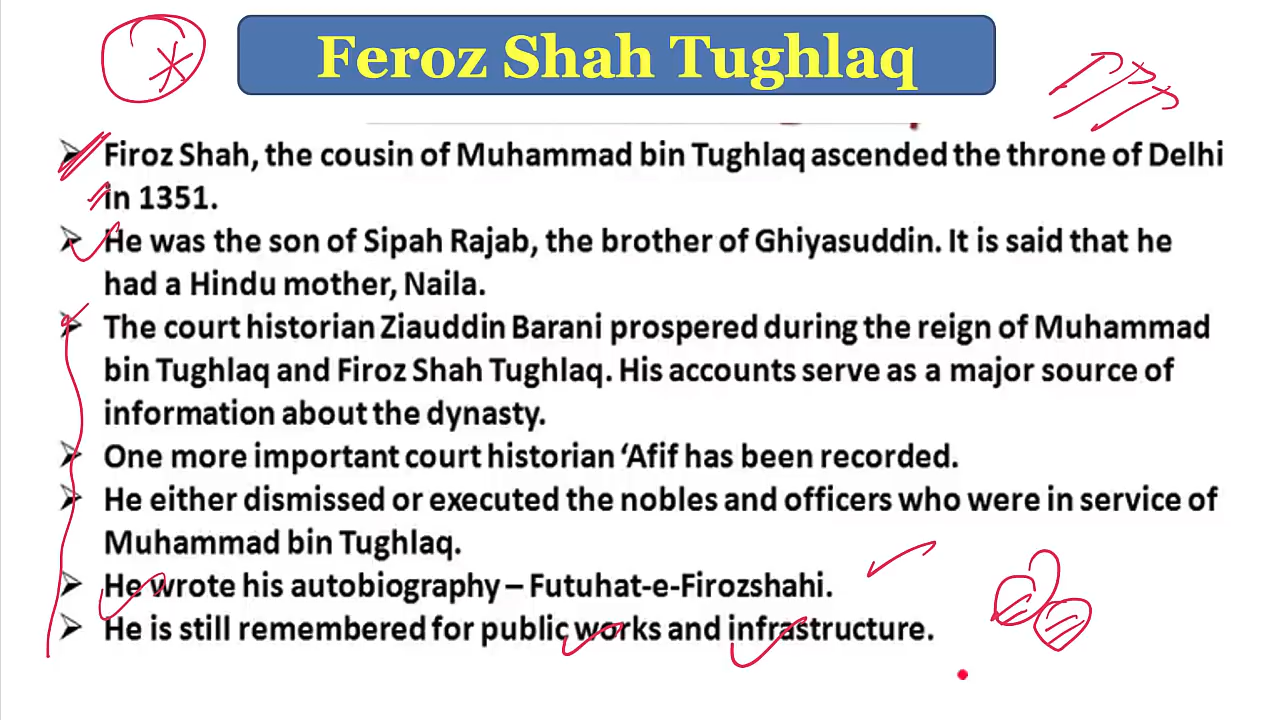 Feroz Shah Tughlaq
Firoz Shah, the cousin of Muhammad bin Tughlaq ascended the throne of Delhi
in 1351.
He was the son of Sipah Rajab, the brother of Ghiyasuddin. It is said that he
had a Hindu mother, Naila.
The court historian Ziauddin Barani prospered during the reign of Muhammad
bin Tughlaq and Firoz Shah Tughlaq. His accounts serve as a major source of
information about the dynasty.
One more important court historian ‘Afif has been recorded.
He either dismissed or executed the nobles and officers who were in service of
Muhammad bin Tughlaq.
He wrote his autobiography – Futuhat-e-Firozshahi.
He is still remembered for public works and infrastructure.